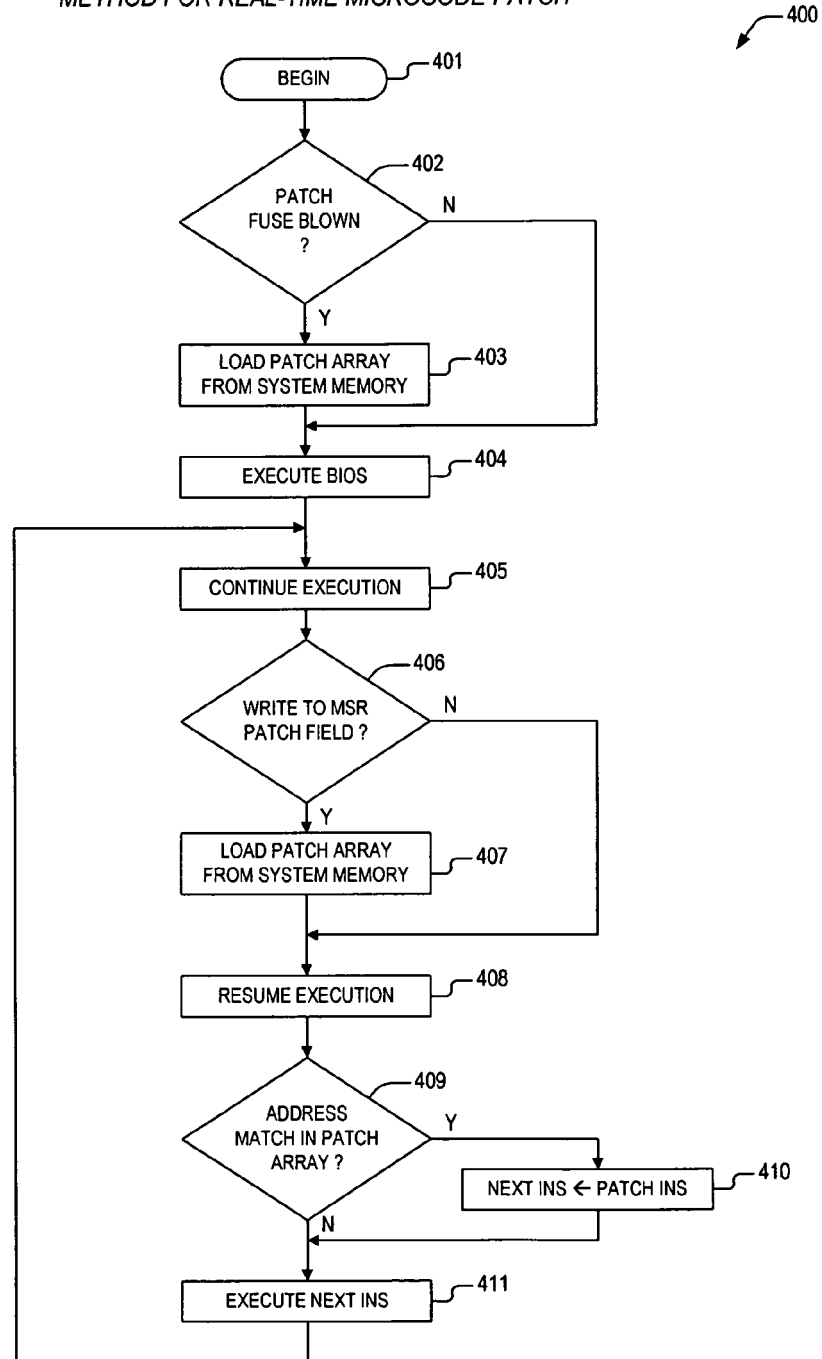 METHOD FOR REAL-TIME MICROCODE PATCH
400
BEGIN
401
402
PATCH
FUSE BLOWN
?
N
Y
LOAD PATCH ARRAY
FROM SYSTEM MEMORY
403
EXECUTE BIOS
404
CONTINUE EXECUTION
405
406
WRITE TO MSR
PATCH FIELD ?
N
Y
LOAD PATCH ARRAY
FROM SYSTEM MEMORY
407
RESUME EXECUTION
408
409
ADDRESS
MATCH IN PATCH
ARRAY ?
Y
NEXT INS ← PATCH INS
410
N
EXECUTE NEXT INS
411